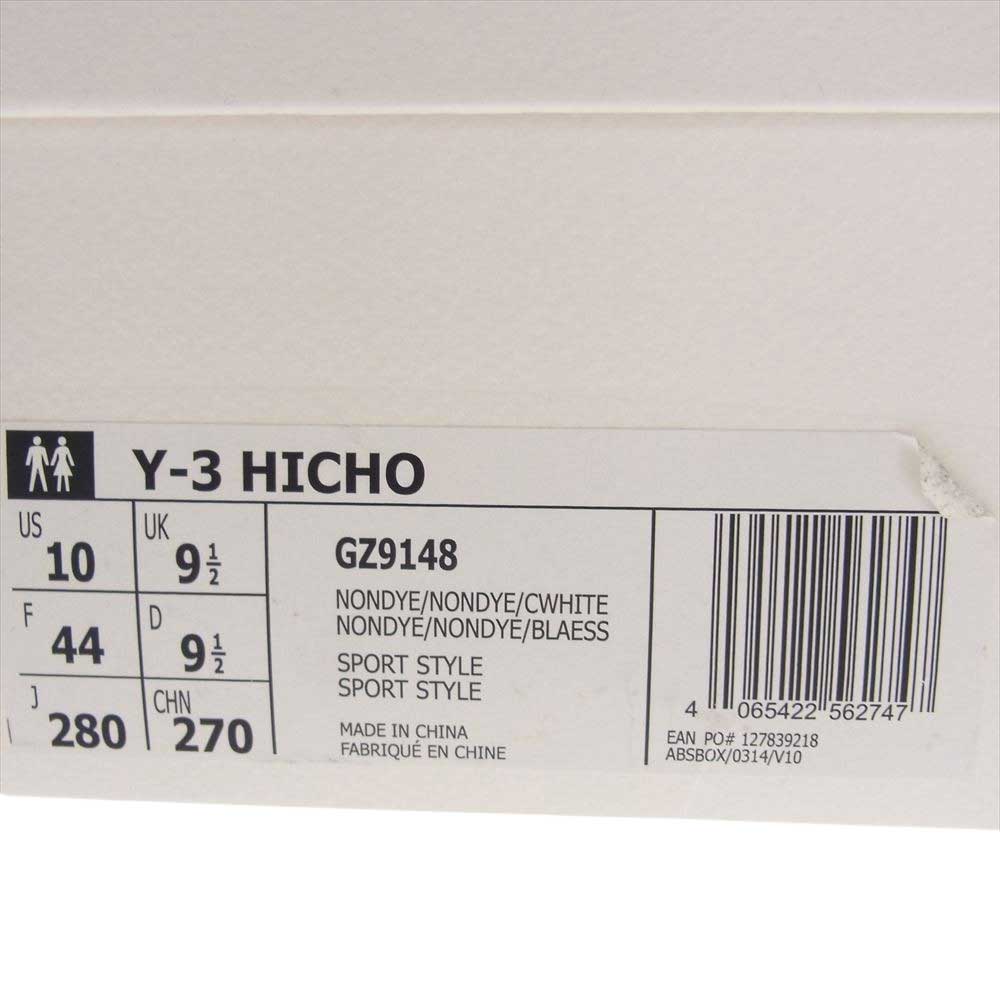 Y-3 HICHO
US 10
UK 9 1/2
F 44
D 9 1/2
J 280
CHN 270
GZ9148
NONDYE/NONDYE/CWHITE
NONDYE/NONDYE/BLAESS
SPORT STYLE
SPORT STYLE
MADE IN CHINA
FABRIQUÉ EN CHINE
4 065422 562747
EAN PO# 127839218
ABSBOX/0314/V10